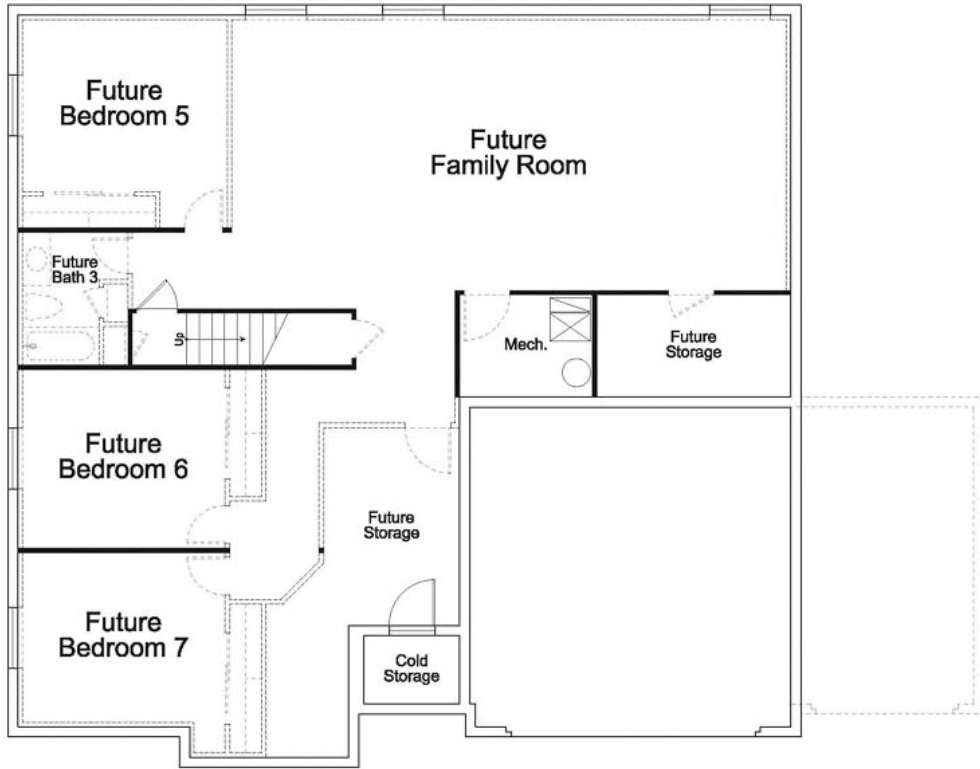 Future
Bedroom 5
Future
Family Room
Future
Bath 3
Up
Mech.
Future
Storage
Future
Bedroom 6
Future
Storage
Future
Bedroom 7
Cold
Storage